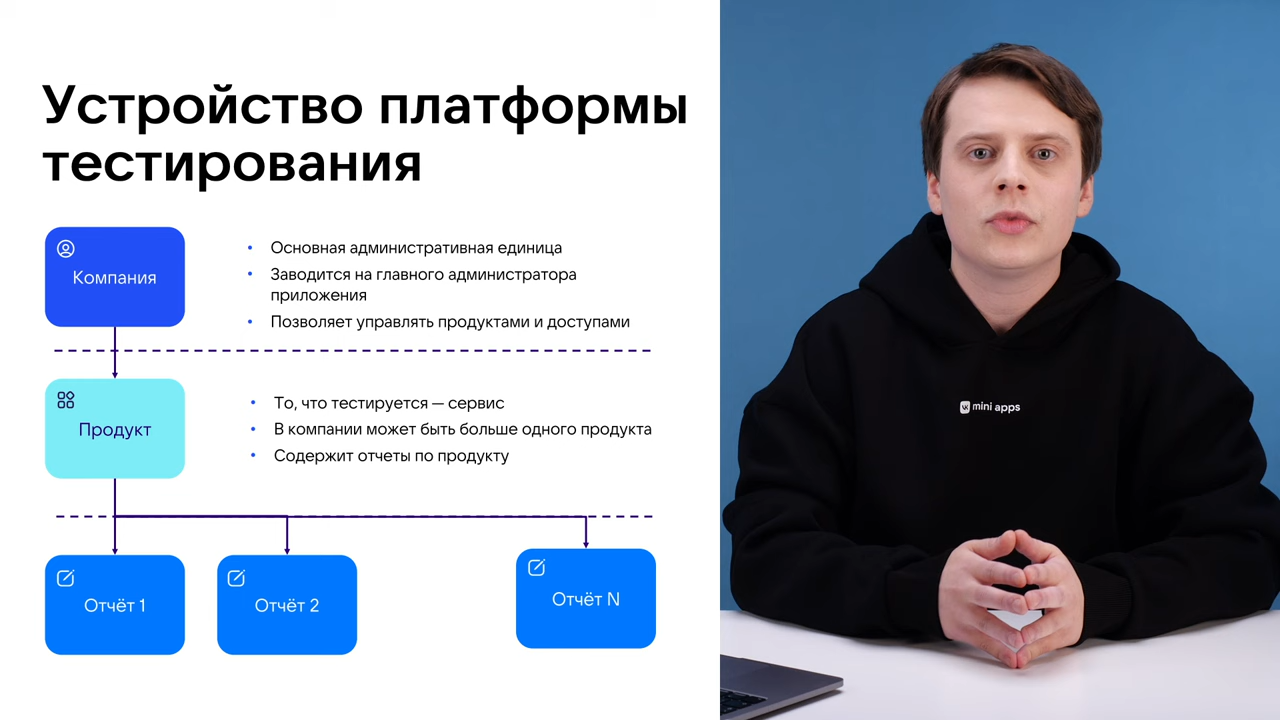 Устройство платформы
тестирования
Компания
• Основная административная единица
• Заводится на главного администратора
приложения
• Позволяет управлять продуктами и доступами
Продукт
• То, что тестируется — сервис
• В компании может быть больше одного продукта
• Содержит отчеты по продукту
Отчёт 1
Отчёт 2
Отчёт N
mini apps